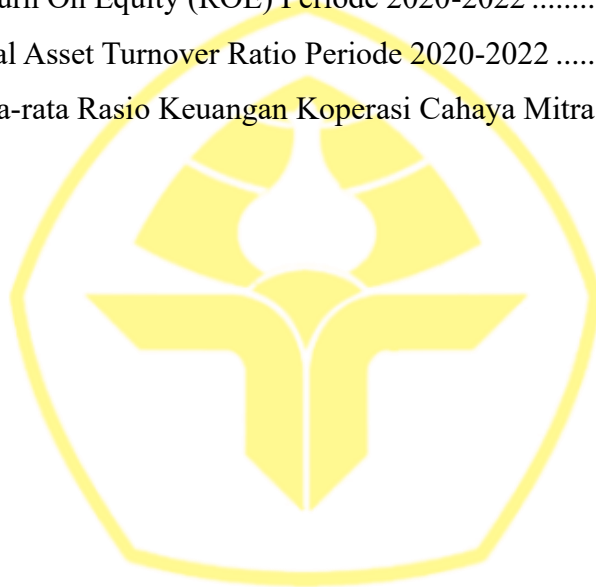 urn On Equity (ROE) Periode 2020-2022 ........
al Asset Turnover Ratio Periode 2020-2022 .....
a-rata Rasio Keuangan Koperasi Cahaya Mitra